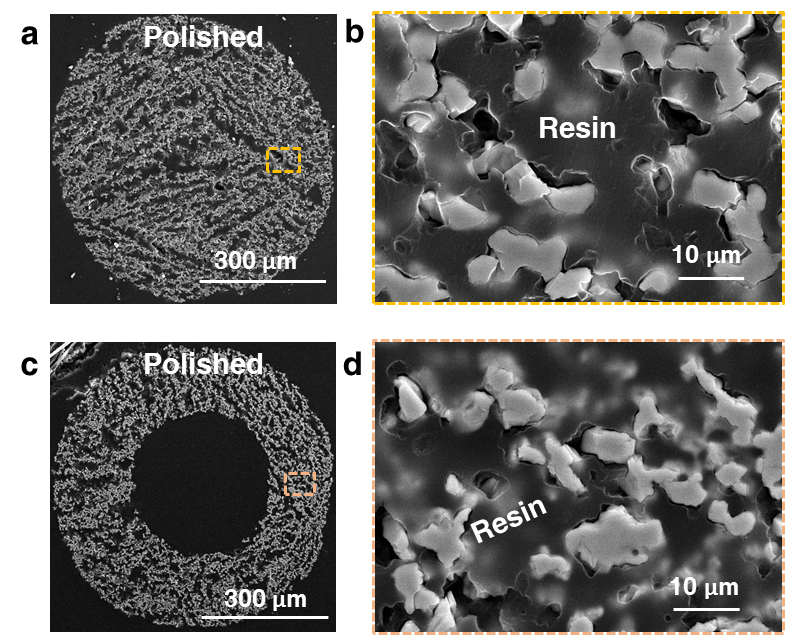 a
Polished
300 μm
b
Resin
10 μm
c
Polished
300 μm
d
Resin
10 μm